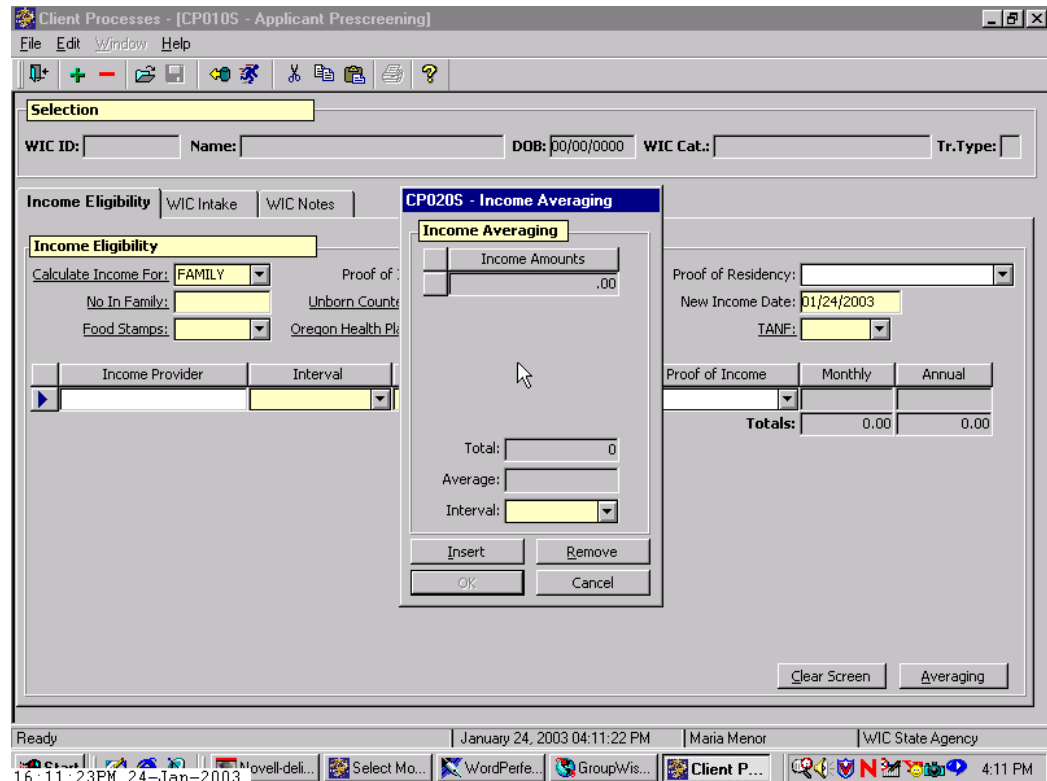 Client Processes - [CP010S - Applicant Prescreening]
File Edit Window Help
Selection
WIC ID: Name: DOB: 00/00/0000 WIC Cat.: Tr.Type:
Income Eligibility WIC Intake WIC Notes
CP020S - Income Averaging
Income Averaging
Income Amounts
.00
Total: 0
Average:
Interval:
Insert Remove
OK Cancel
Income Eligibility
Calculate Income For: FAMILY Proof of Proof of Residency:
No In Family: Unborn Counte New Income Date: 01/24/2003
Food Stamps: Oregon Health Pla TANF:
Income Provider Interval Proof of Income Monthly Annual
Totals: 0.00 0.00
Clear Screen Averaging
Ready January 24, 2003 04:11:22 PM Maria Menor WIC State Agency
Start Novell-deli... Select Mo... WordPerfe... GroupWis... Client P... 4:11 PM
16:11:23PM 24-Jan-2003